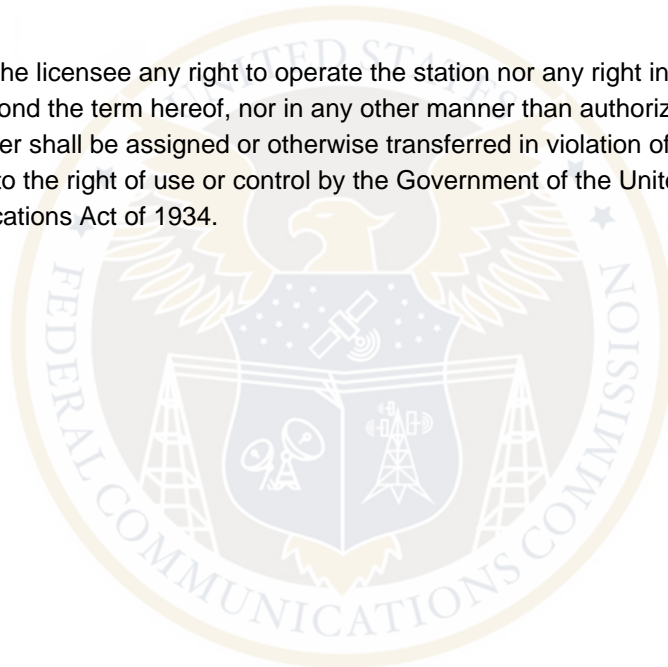 he licensee any right to operate the station nor any right in
ond the term hereof, nor in any other manner than authoriz
er shall be assigned or otherwise transferred in violation of
to the right of use or control by the Government of the Unite
cations Act of 1934.
UNITED STATES
FEDERAL COMMUNICATIONS COMMISSION